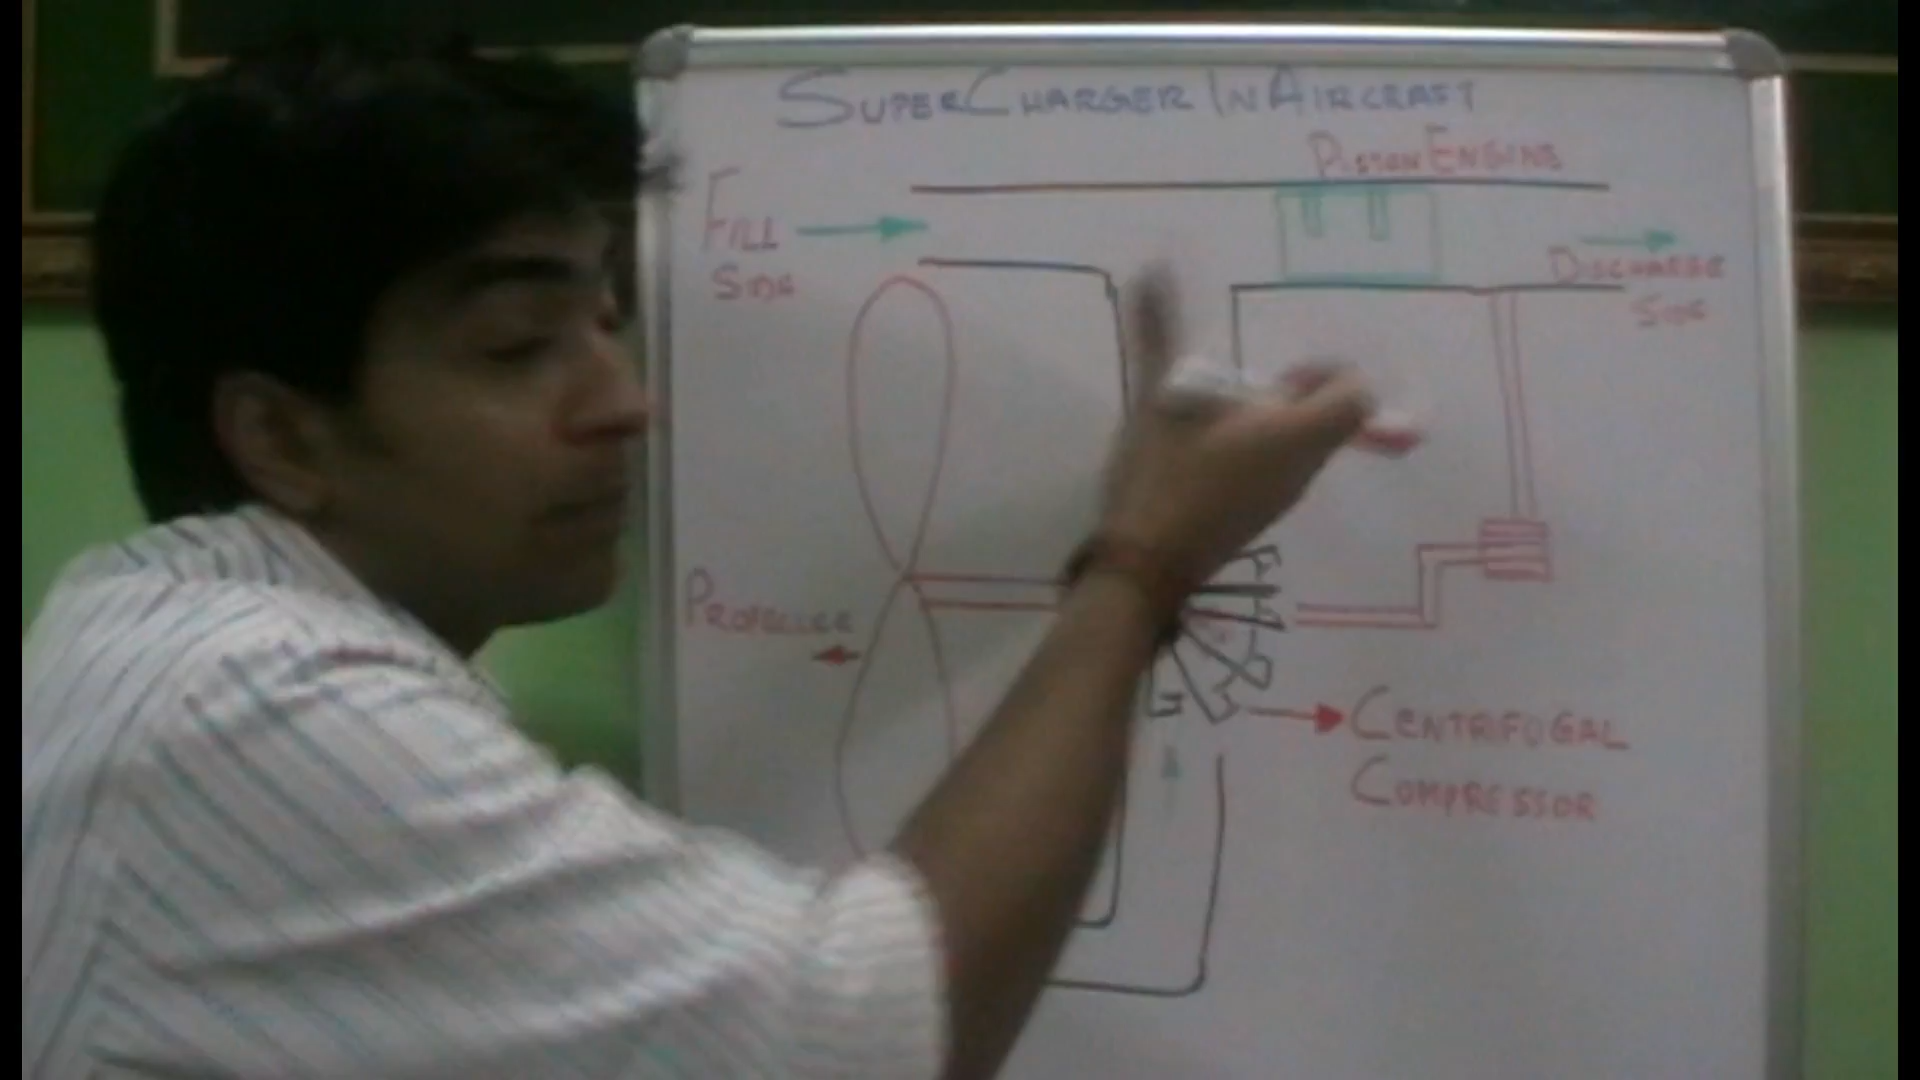 SUPERCHARGER IN AIRCRAFT
PISTON ENGINE
FILL
SIDE
DISCHARGE
SIDE
PROPELLER
CENTRIFUGAL
COMPRESSOR